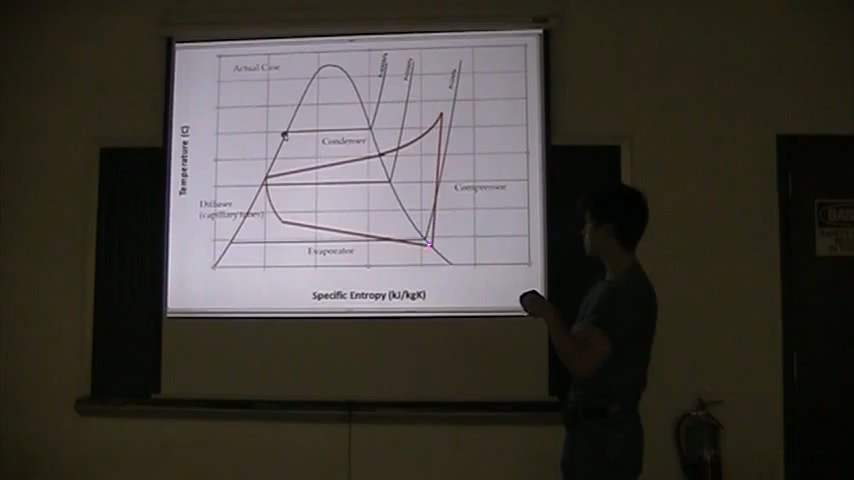 Actual Case
Temperature (C)
Condenser
Compressor
Diffuser
(capillary tubes)
Evaporator
Specific Entropy (kJ/kgK)